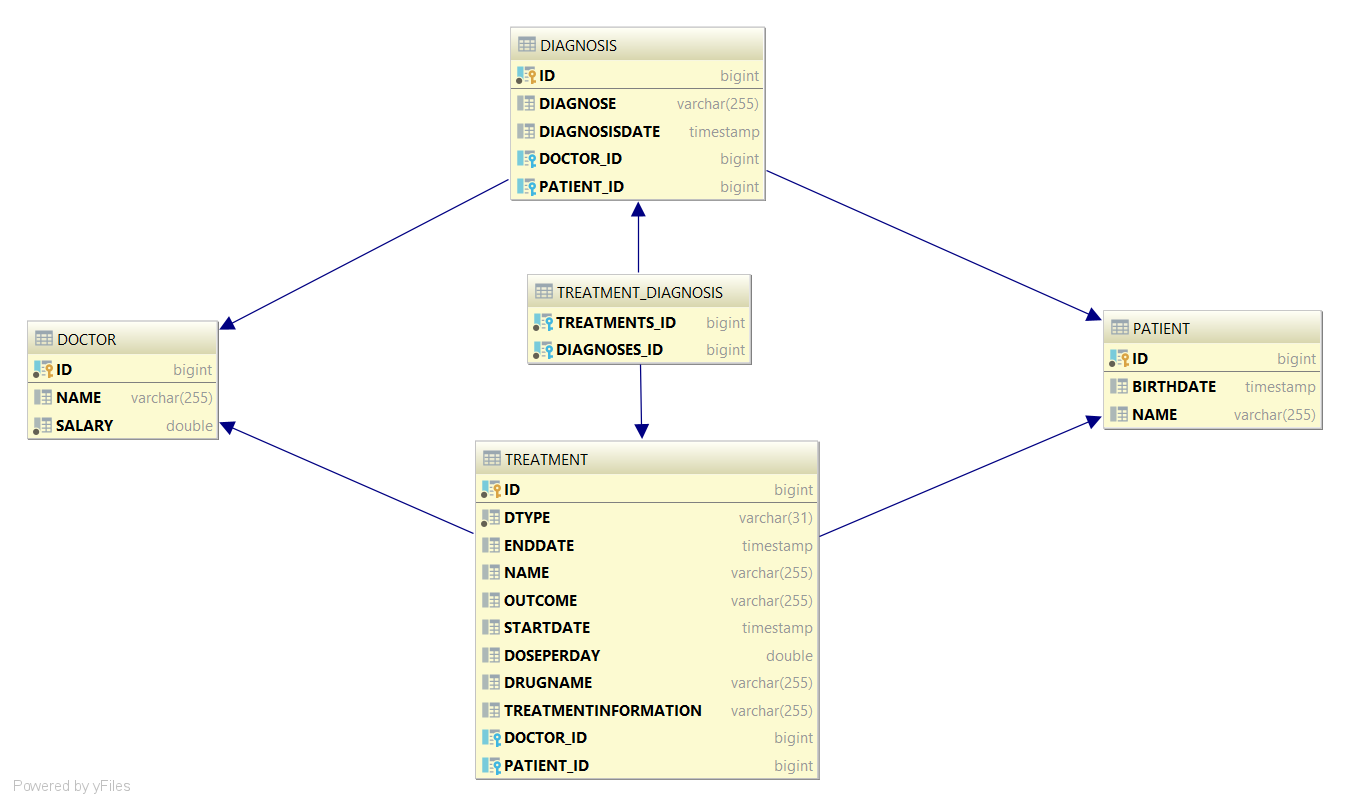 DIAGNOSIS
ID bigint
DIAGNOSE varchar(255)
DIAGNOSISDATE timestamp
DOCTOR_ID bigint
PATIENT_ID bigint
TREATMENT_DIAGNOSIS
TREATMENTS_ID bigint
DIAGNOSES_ID bigint
DOCTOR
ID bigint
NAME varchar(255)
SALARY double
PATIENT
ID bigint
BIRTHDATE timestamp
NAME varchar(255)
TREATMENT
ID bigint
DTYPE varchar(31)
ENDDATE timestamp
NAME varchar(255)
OUTCOME varchar(255)
STARTDATE timestamp
DOSEPERDAY double
DRUGNAME varchar(255)
TREATMENTINFORMATION varchar(255)
DOCTOR_ID bigint
PATIENT_ID bigint
Powered by yFiles